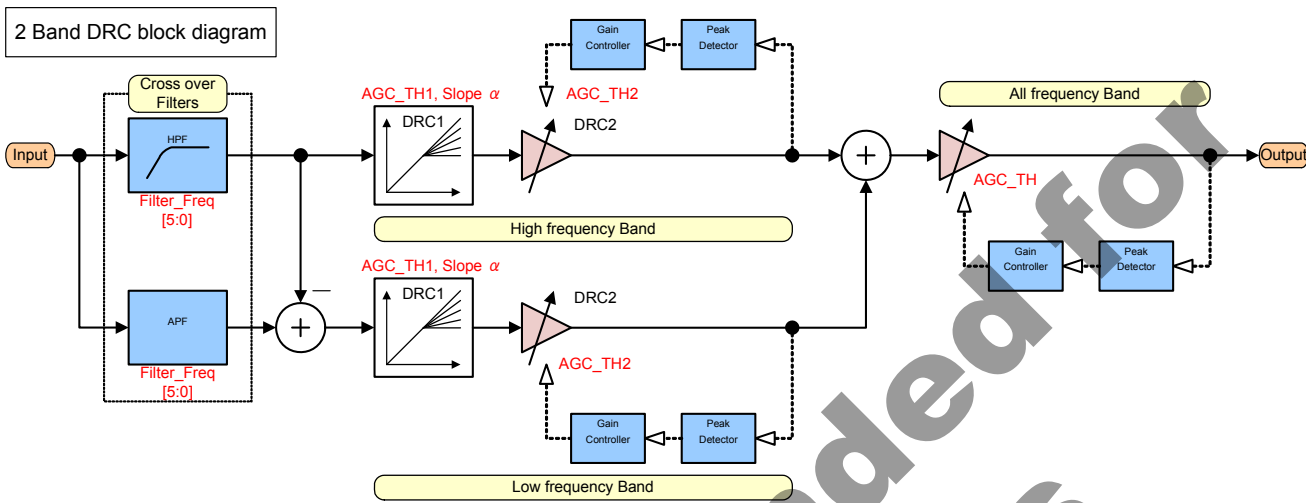 2 Band DRC block diagram
Cross over
Filters
Input
HPF
Filter_Freq
[5:0]
APF
Filter_Freq
[5:0]
AGC_TH1, Slope α
DRC1
Gain
Controller
Peak
Detector
AGC_TH2
DRC2
High frequency Band
+
−
+
AGC_TH1, Slope α
DRC1
DRC2
AGC_TH2
Gain
Controller
Peak
Detector
Low frequency Band
All frequency Band
AGC_TH
Output
Gain
Controller
Peak
Detector
ded for